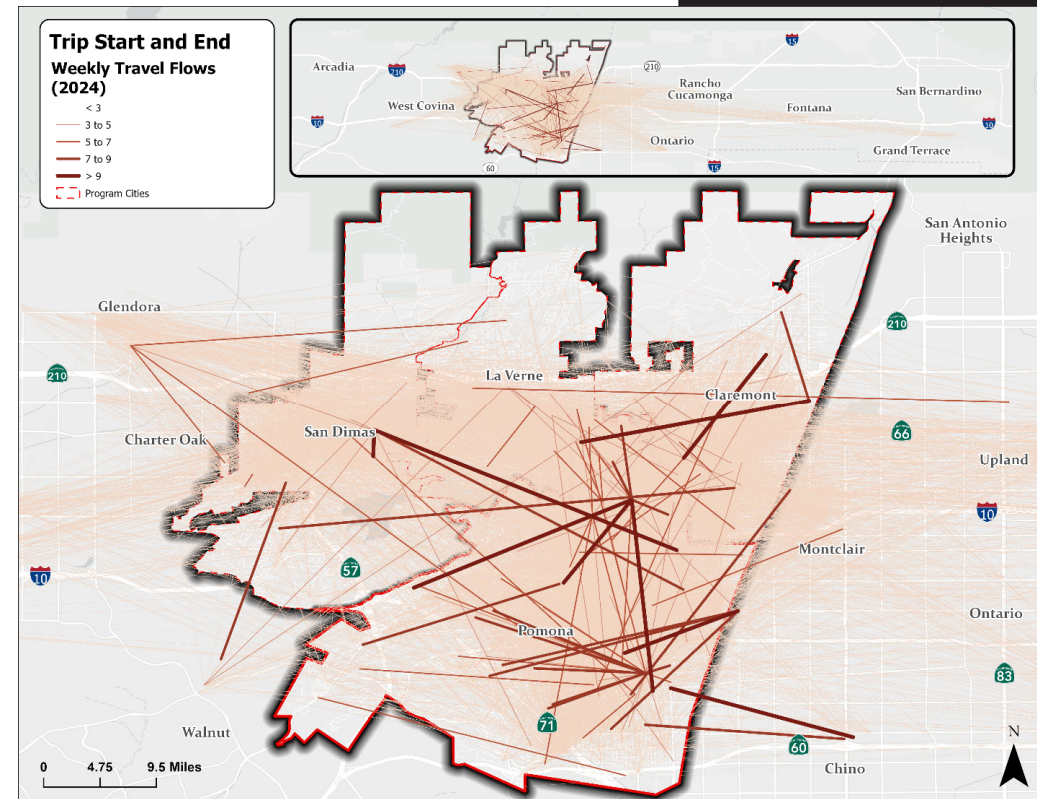 Trip Start and End
Weekly Travel Flows
(2024)
< 3
3 to 5
5 to 7
7 to 9
> 9
Program Cities
Arcadia
210
15
210
Rancho
Cucamonga
San Bernardino
West Covina
Fontana
10
10
Ontario
Grand Terrace
60
15
San Antonio
Heights
Glendora
210
210
La Verne
Claremont
Charter Oak
San Dimas
66
Upland
10
Montclair
57
10
Ontario
Pomona
83
71
Walnut
60
N
Chino
0 4.75 9.5 Miles